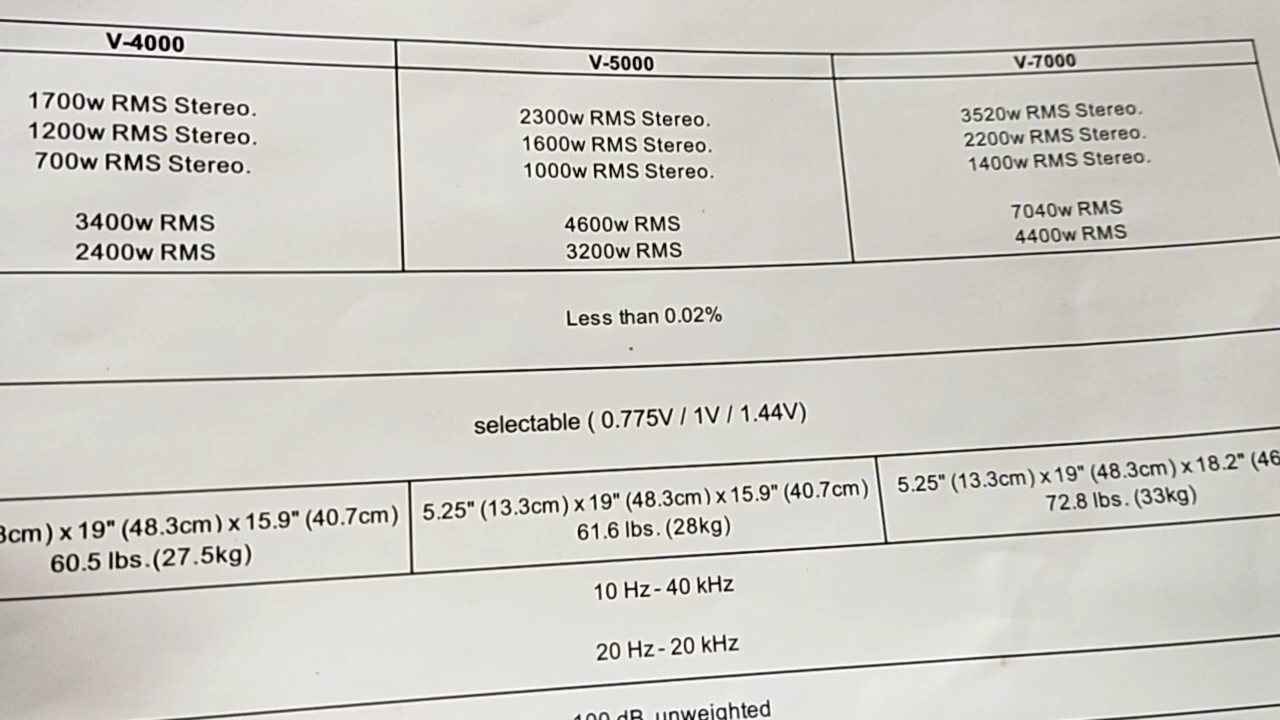 V-4000 V-5000 V-7000
1700w RMS Stereo. 2300w RMS Stereo. 3520w RMS Stereo.
1200w RMS Stereo. 1600w RMS Stereo. 2200w RMS Stereo.
700w RMS Stereo. 1000w RMS Stereo. 1400w RMS Stereo.
3400w RMS 4600w RMS 7040w RMS
2400w RMS 3200w RMS 4400w RMS
Less than 0.02%
selectable ( 0.775V / 1V / 1.44V)
3cm) x 19" (48.3cm) x 15.9" (40.7cm) 5.25" (13.3cm) x 19" (48.3cm) x 15.9" (40.7cm) 5.25" (13.3cm) x 19" (48.3cm) x 18.2" (46
60.5 lbs.(27.5kg) 61.6 lbs. (28kg) 72.8 lbs. (33kg)
10 Hz - 40 kHz
20 Hz - 20 kHz
100 dB, unweighted